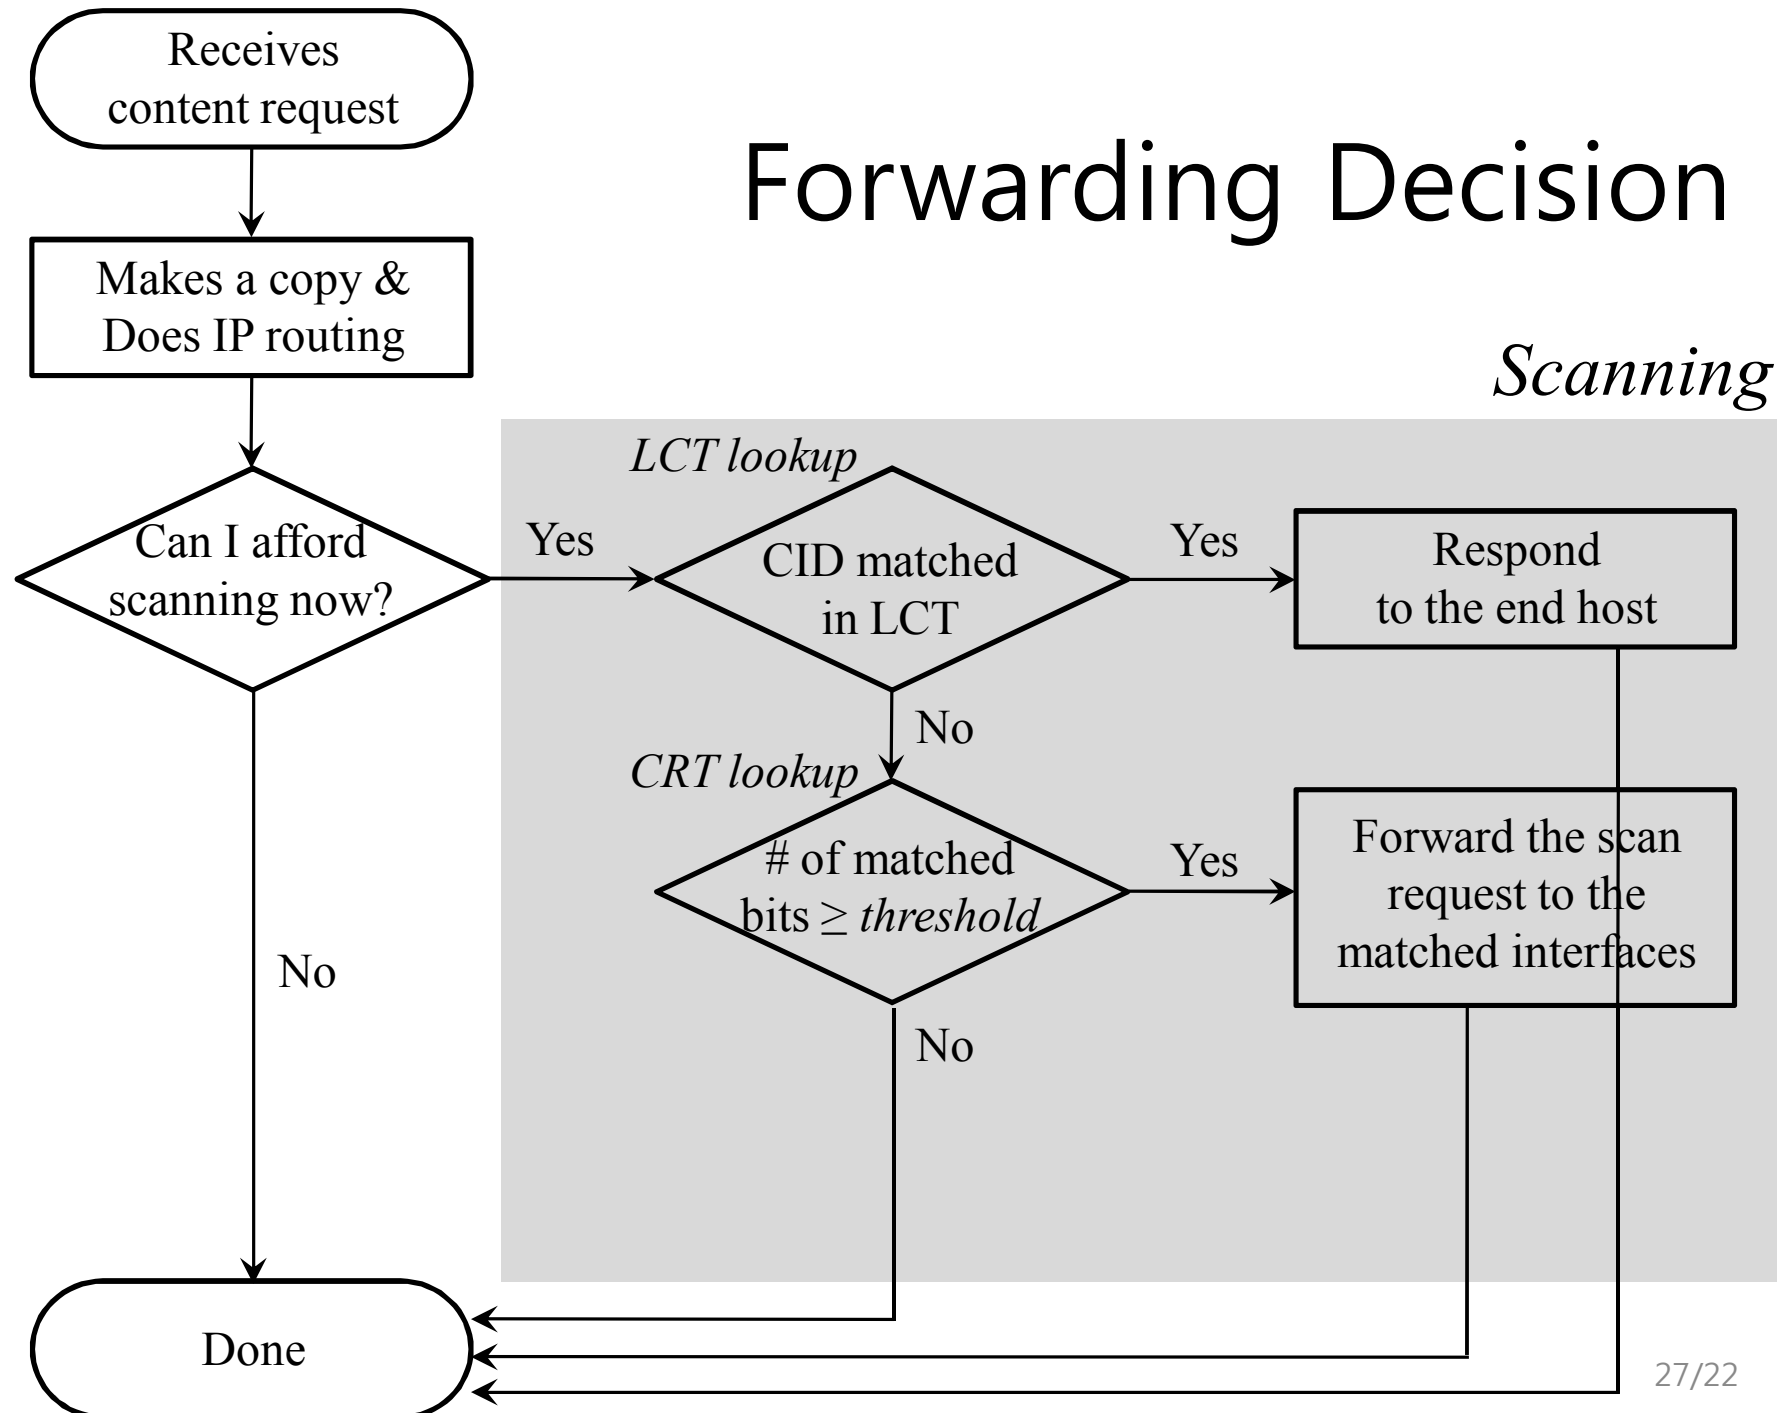 Receives
content request
Forwarding Decision
Makes a copy &
Does IP routing
Scanning
LCT lookup
Can I afford
scanning now?
Yes
CID matched
in LCT
Yes
Respond
to the end host
No
CRT lookup
# of matched
bits ≥ threshold
Yes
Forward the scan
request to the
matched interfaces
No
No
Done
27/22